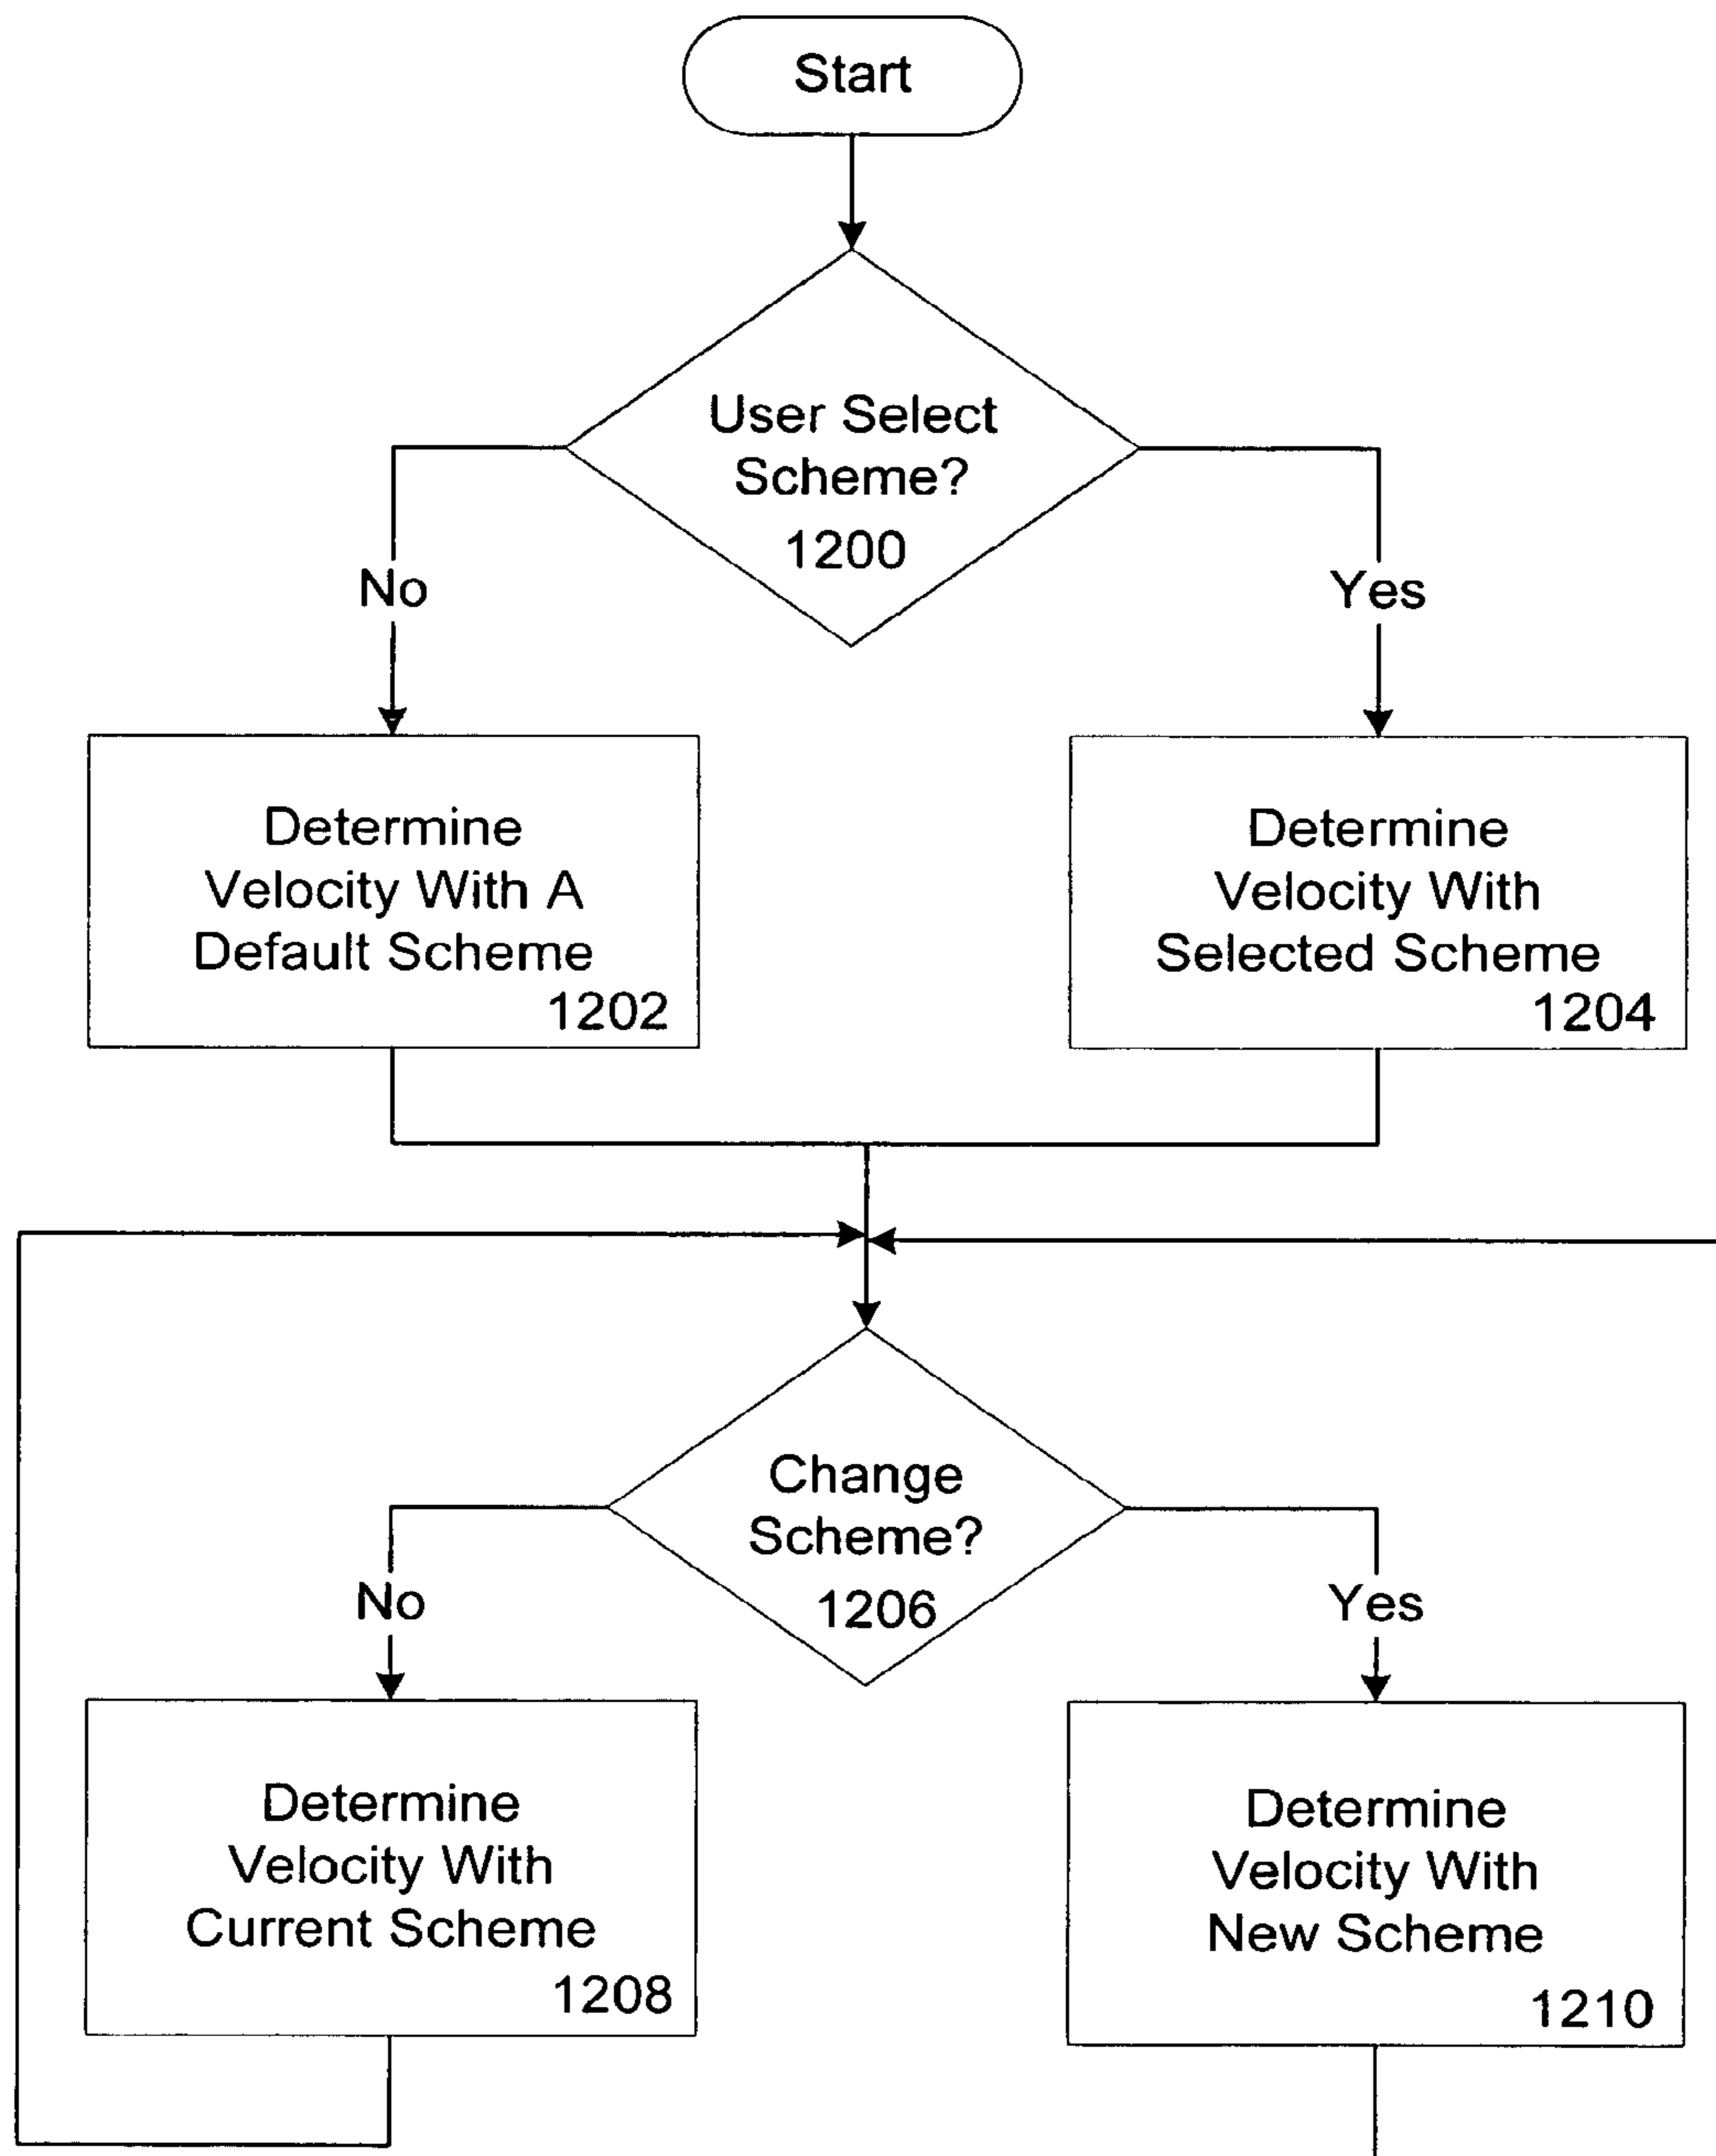 Start
User Select
Scheme?
1200
No
Yes
Determine
Velocity With A
Default Scheme
1202
Determine
Velocity With
Selected Scheme
1204
Change
Scheme?
1206
No
Yes
Determine
Velocity With
Current Scheme
1208
Determine
Velocity With
New Scheme
1210